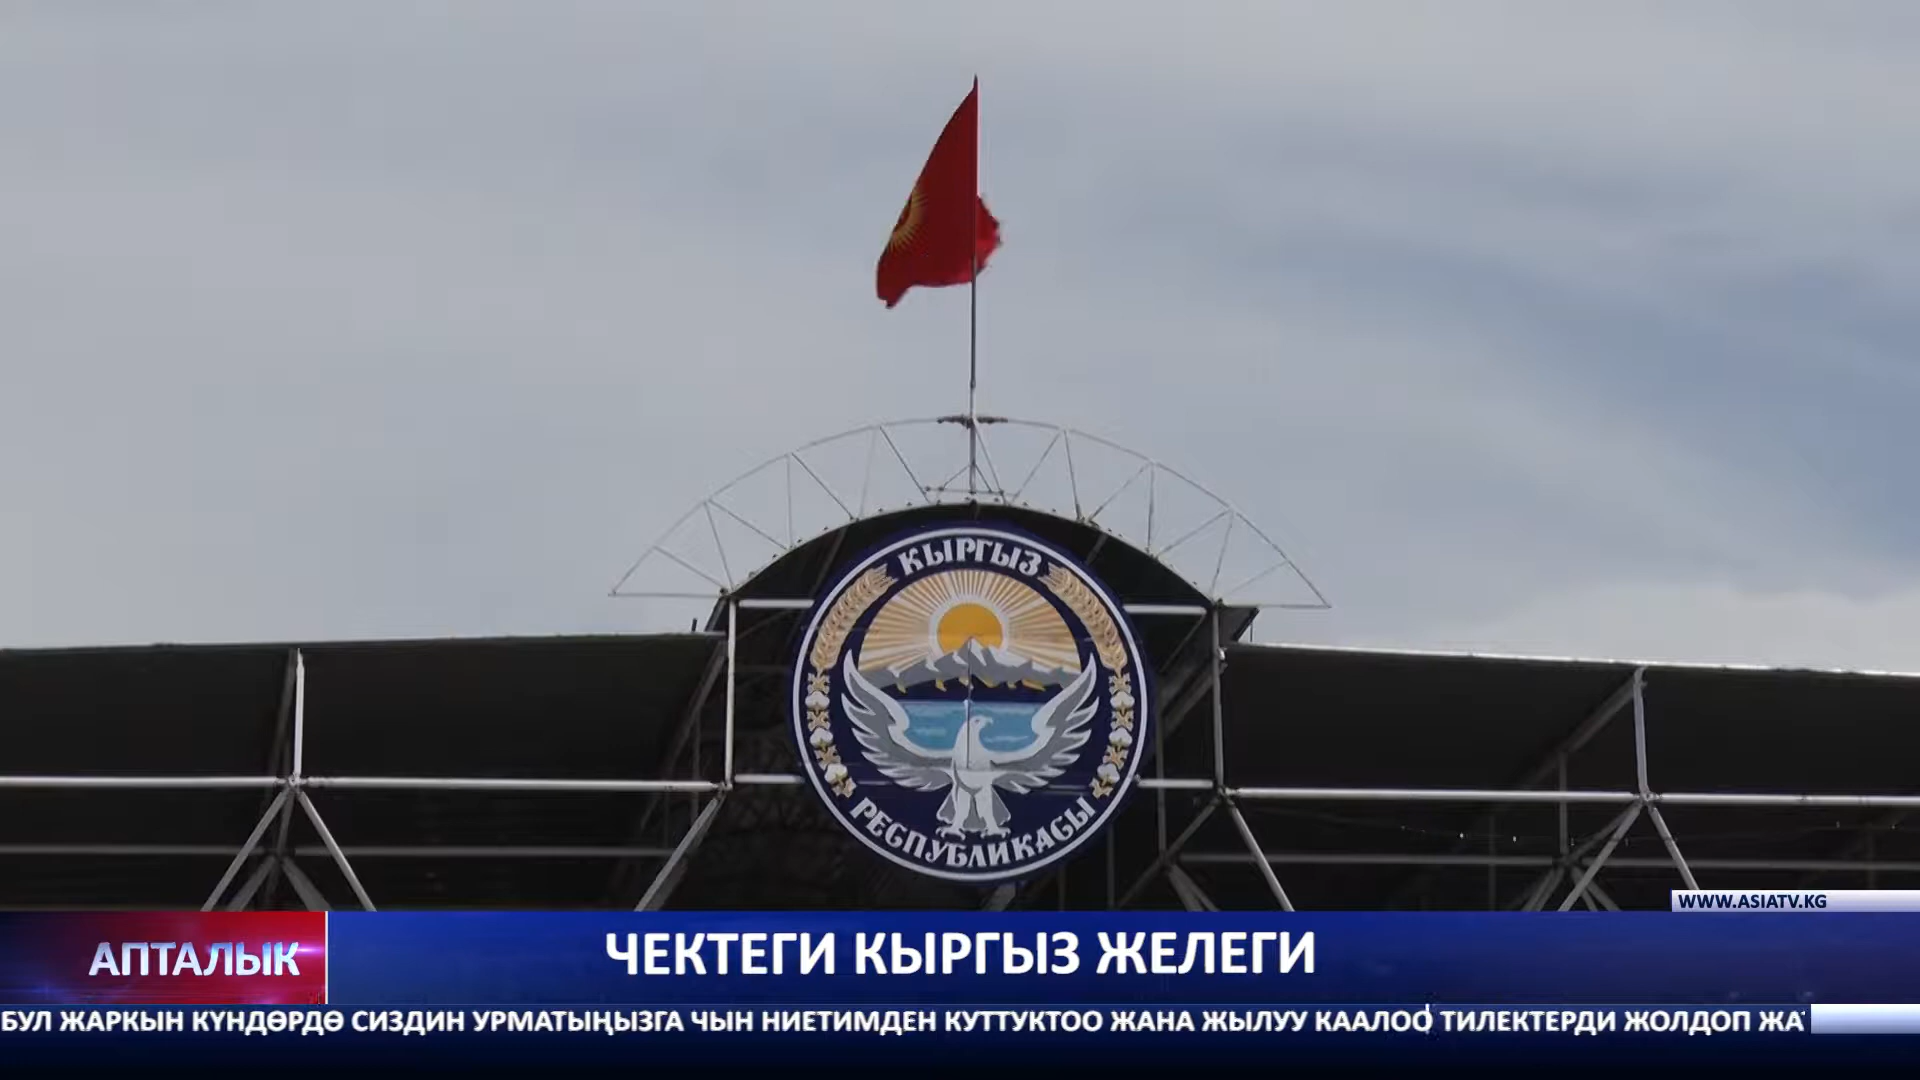 КЫРГЫЗ
РЕСПУБЛИКАСЫ
WWW.ASIATV.KG
АПТАЛЫК
ЧЕКТЕГИ КЫРГЫЗ ЖЕЛЕГИ
БУЛ ЖАРКЫН КҮНДӨРДӨ СИЗДИН УРМАТЫҢЫЗГА ЧЫН НИЕТИМДЕН КУТТУКТОО ЖАНА ЖЫЛУУ КААЛОО ТИЛЕКТЕРДИ ЖОЛДОП ЖАТ